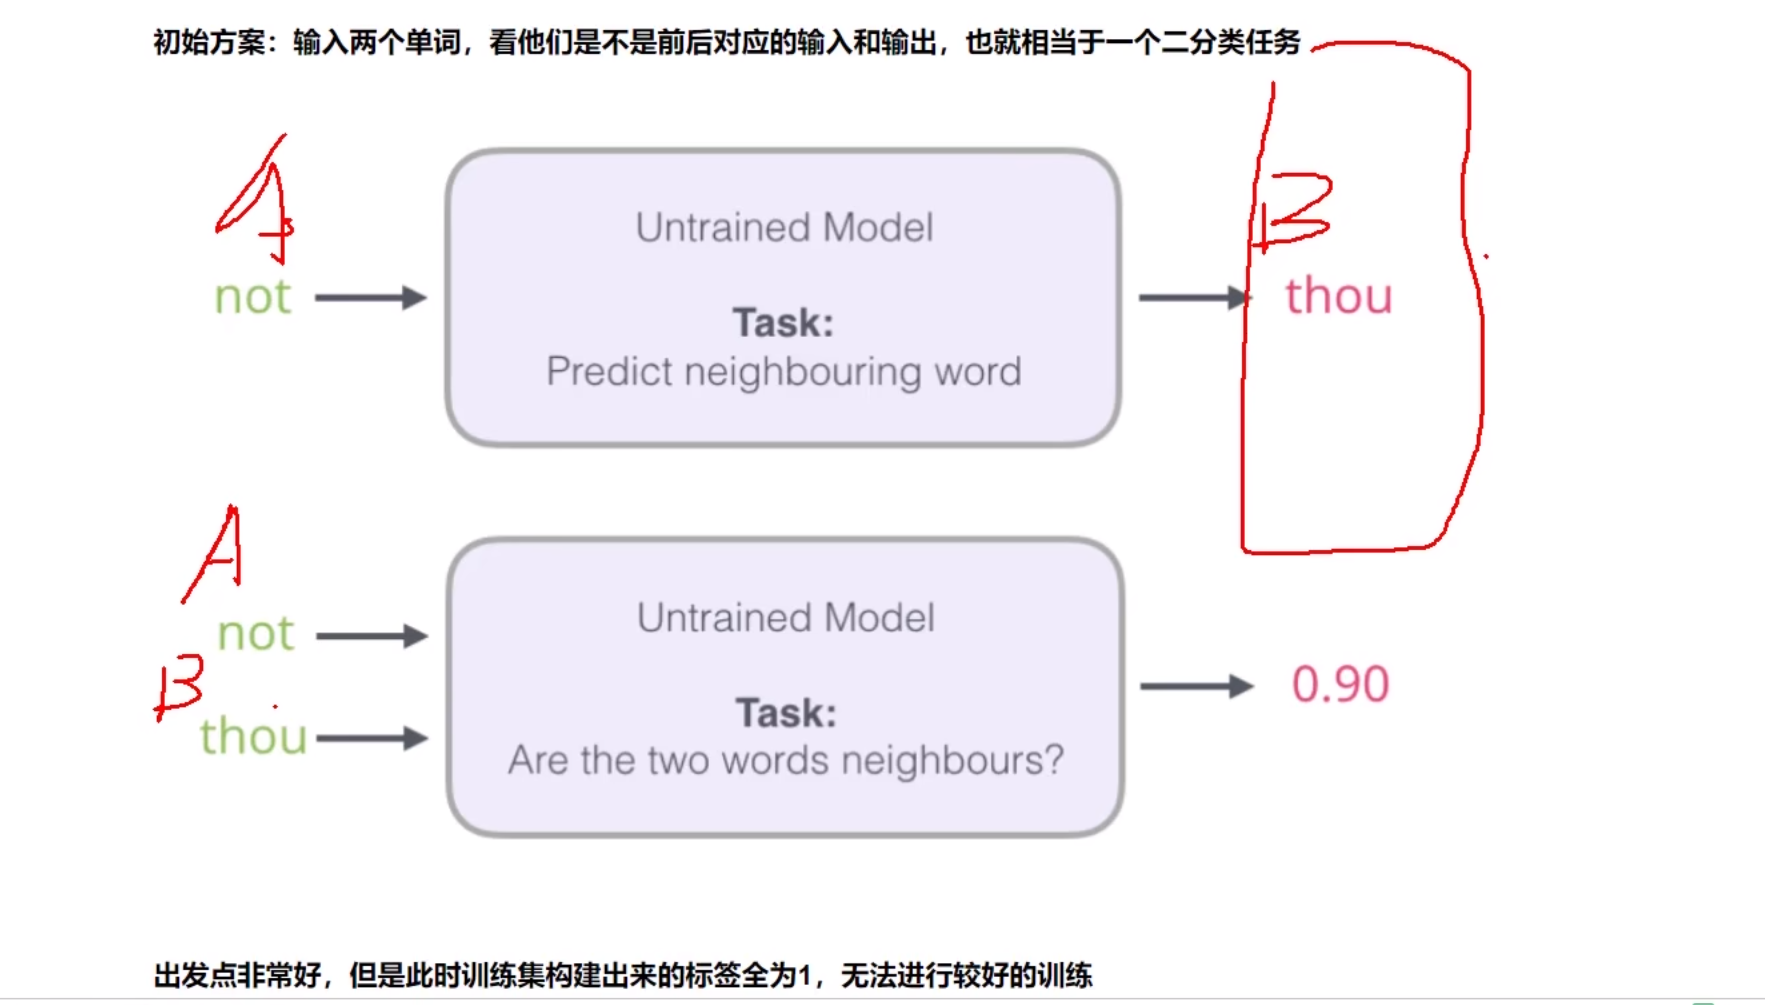 初始方案：输入两个单词，看他们是不是前后对应的输入和输出，也就相当于一个二分类任务
A
B
Untrained Model
not
thou
Task:
Predict neighbouring word
A
not
Untrained Model
B
0.90
thou
Task:
Are the two words neighbours?
出发点非常好，但是此时训练集构建出来的标签全为1，无法进行较好的训练